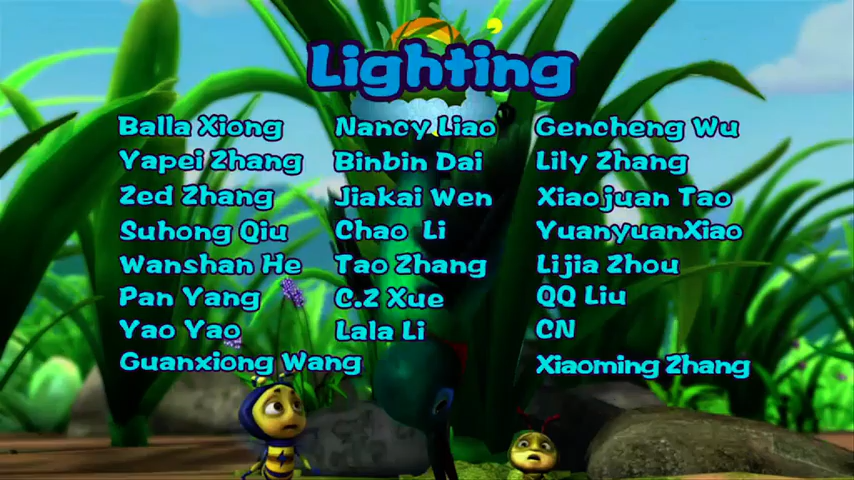 Lighting
Balla Xiong Nancy Liao Gencheng Wu
Yapei Zhang Binbin Dai Lily Zhang
Zed Zhang Jiakai Wen Xiaojuan Tao
Suhong Qiu Chao Li YuanyuanXiao
Wanshan He Tao Zhang Lijia Zhou
Pan Yang C.Z Xue QQ Liu
Yao Yao Lala Li CN
Guanxiong Wang Xiaoming Zhang